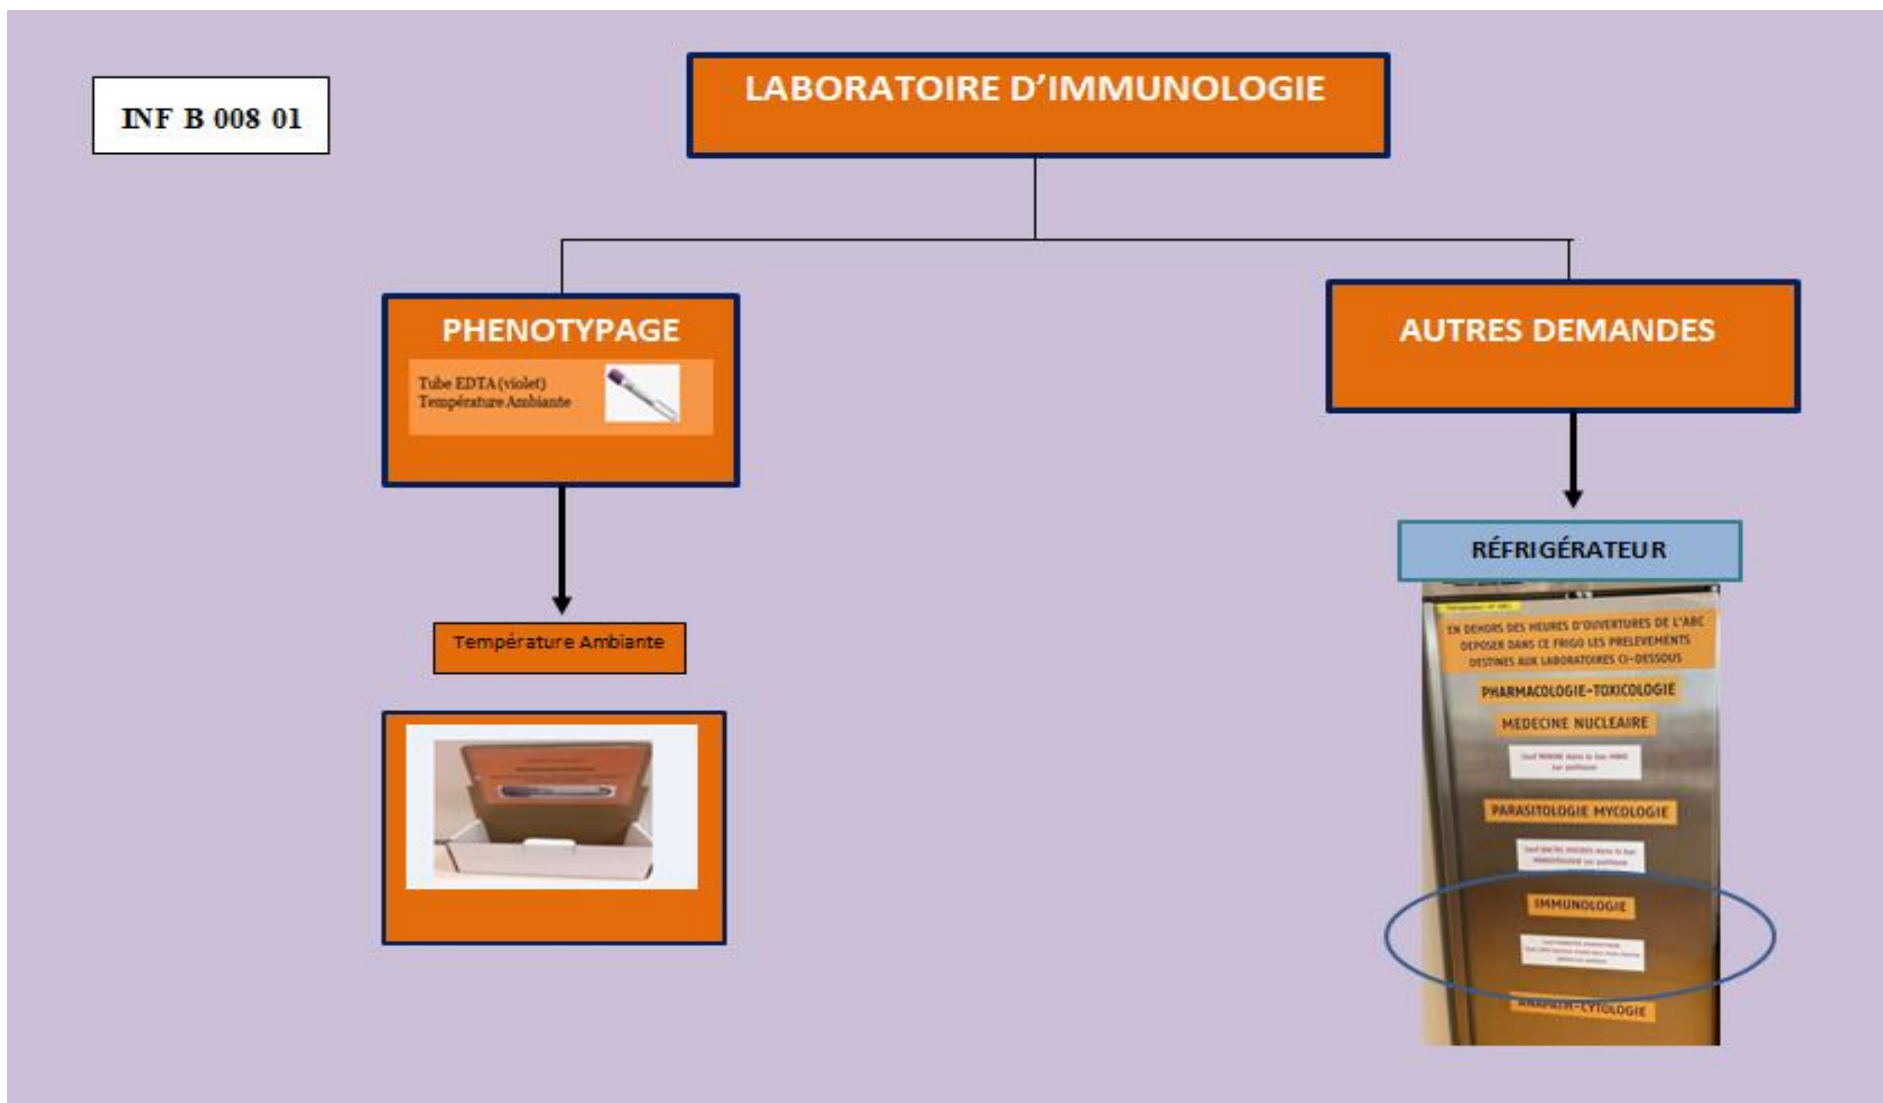 INF B 008 01
LABORATOIRE D'IMMUNOLOGIE
PHENOTYPAGE
Tube EDTA (violet)
Température Ambiante
AUTRES DEMANDES
Température Ambiante
RÉFRIGÉRATEUR
EN DEHORS DES HEURES D'OUVERTURES DE L'ABC
DEPOSER DANS CE FRIGO LES PRELEVEMENTS
DESTINES AUX LABORATOIRES CI-DESSOUS
PHARMACOLOGIE-TOXICOLOGIE
MEDECINE NUCLEAIRE
PARASITOLOGIE MYCOLOGIE
IMMUNOLOGIE
ANAPATH-CYTOLOGIE